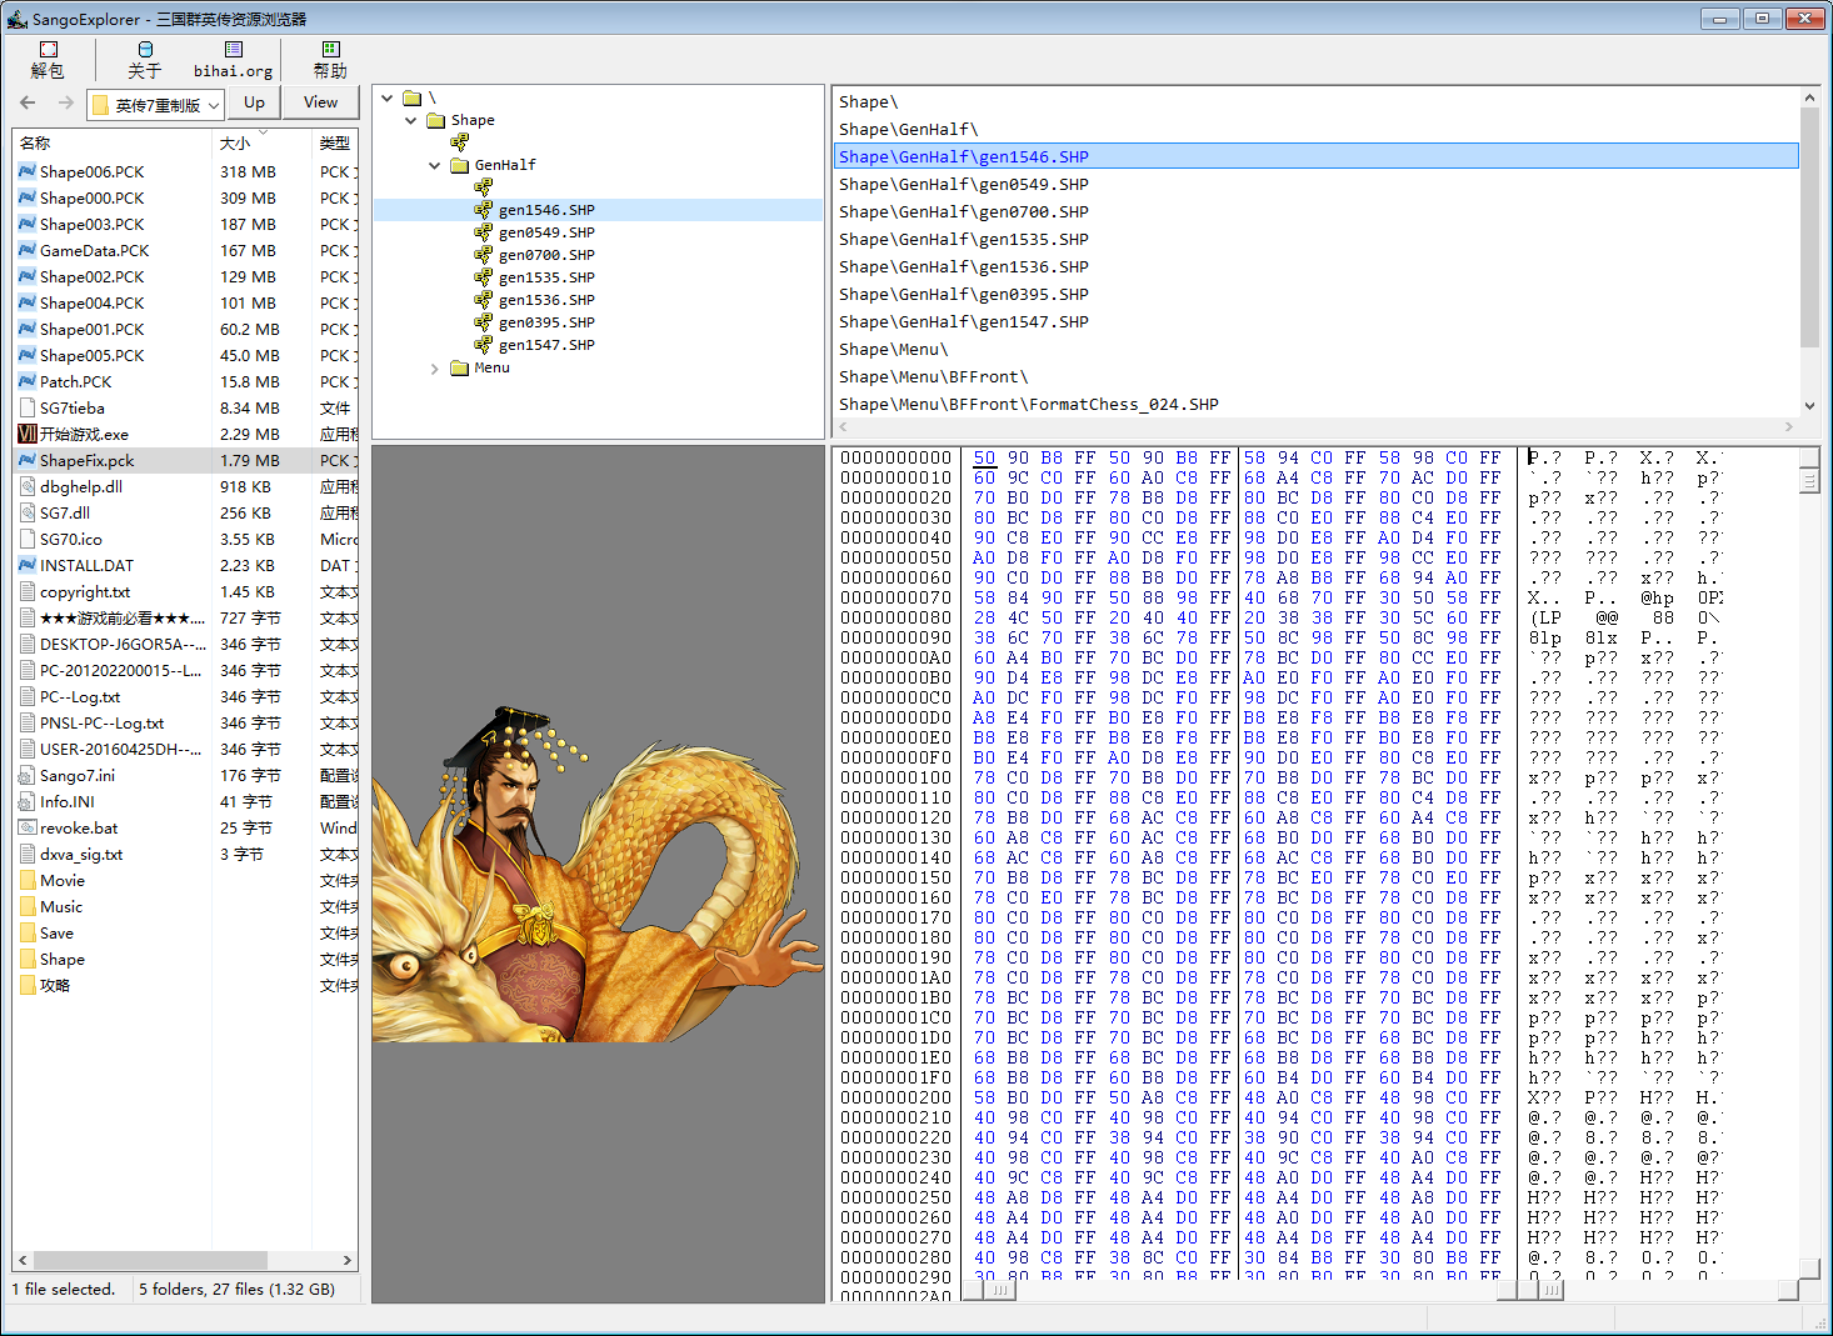 SangoExplorer - 三国群英传资源浏览器
解包 关于 bihai.org 帮助
英传7重制版 Up View
名称 大小 类型
Shape006.PCK 318 MB PCK
Shape000.PCK 309 MB PCK
Shape003.PCK 187 MB PCK
GameData.PCK 167 MB PCK
Shape002.PCK 129 MB PCK
Shape004.PCK 101 MB PCK
Shape001.PCK 60.2 MB PCK
Shape005.PCK 45.0 MB PCK
Patch.PCK 15.8 MB PCK
SG7tieba 8.34 MB 文件
开始游戏.exe 2.29 MB 应用程
ShapeFix.pck 1.79 MB PCK
dbghelp.dll 918 KB 应用程
SG7.dll 256 KB 应用程
SG70.ico 3.55 KB Micro
INSTALL.DAT 2.23 KB DAT
copyright.txt 1.45 KB 文本文
★★★游戏前必看★★★.... 727 字节 文本文
DESKTOP-J6GOR5A--... 346 字节 文本文
PC-201202200015--L... 346 字节 文本文
PC--Log.txt 346 字节 文本文
PNSL-PC--Log.txt 346 字节 文本文
USER-20160425DH--... 346 字节 文本文
Sango7.ini 176 字节 配置设
Info.INI 41 字节 配置设
revoke.bat 25 字节 Wind
dxva_sig.txt 3 字节 文本文
Movie 文件夹
Music 文件夹
Save 文件夹
Shape 文件夹
攻略 文件夹
1 file selected. 5 folders, 27 files (1.32 GB)
\
Shape
GenHalf
gen1546.SHP
gen0549.SHP
gen0700.SHP
gen1535.SHP
gen1536.SHP
gen0395.SHP
gen1547.SHP
Menu
Shape\
Shape\GenHalf\
Shape\GenHalf\gen1546.SHP
Shape\GenHalf\gen0549.SHP
Shape\GenHalf\gen0700.SHP
Shape\GenHalf\gen1535.SHP
Shape\GenHalf\gen1536.SHP
Shape\GenHalf\gen0395.SHP
Shape\GenHalf\gen1547.SHP
Shape\Menu\
Shape\Menu\BFFront\
Shape\Menu\BFFront\FormatChess_024.SHP
0000000000 50 90 B8 FF 50 90 B8 FF 58 94 C0 FF 58 98 C0 FF P.? P.? X.? X.
0000000010 60 9C C0 FF 60 A0 C8 FF 68 A4 C8 FF 70 AC D0 FF `.? `?? h?? p?
0000000020 70 B0 D0 FF 78 B8 D8 FF 80 BC D8 FF 80 C0 D8 FF p?? x?? .?? .?
0000000030 80 BC D8 FF 80 C0 D8 FF 88 C0 E0 FF 88 C4 E0 FF .?? .?? .?? .?
0000000040 90 C8 E0 FF 90 CC E8 FF 98 D0 E8 FF A0 D4 F0 FF .?? .?? .?? ??
0000000050 A0 D8 F0 FF A0 D8 F0 FF 98 D0 E8 FF 98 CC E0 FF ??? ??? .?? .?
0000000060 90 C0 D0 FF 88 B8 D0 FF 78 A8 B8 FF 68 94 A0 FF .?? .?? x?? h.
0000000070 58 84 90 FF 50 88 98 FF 40 68 70 FF 30 50 58 FF X.. P.. @hp 0PX
0000000080 28 4C 50 FF 20 40 40 FF 20 38 38 FF 30 5C 60 FF (LP @@ 88 0\
0000000090 38 6C 70 FF 38 6C 78 FF 50 8C 98 FF 50 8C 98 FF 8lp 8lx P.. P.
00000000A0 60 A4 B0 FF 70 BC D0 FF 78 BC D0 FF 80 CC E0 FF `?? p?? x?? .?
00000000B0 90 D4 E8 FF 98 DC E8 FF A0 E0 F0 FF A0 E0 F0 FF .?? .?? ??? ??
00000000C0 A0 DC F0 FF 98 DC F0 FF 98 DC F0 FF A0 E0 F0 FF ??? .?? .?? ??
00000000D0 A8 E4 F0 FF B0 E8 F0 FF B8 E8 F8 FF B8 E8 F8 FF ??? ??? ??? ??
00000000E0 B8 E8 F8 FF B8 E8 F8 FF B8 E8 F0 FF B0 E8 F0 FF ??? ??? ??? ??
00000000F0 B0 E4 F0 FF A0 D8 E8 FF 90 D0 E0 FF 80 C8 E0 FF ??? ??? .?? .?
0000000100 78 C0 D8 FF 70 B8 D0 FF 70 B8 D0 FF 78 BC D0 FF x?? p?? p?? x?
0000000110 80 C0 D8 FF 88 C8 E0 FF 88 C8 E0 FF 80 C4 D8 FF .?? .?? .?? .?
0000000120 78 B8 D0 FF 68 AC C8 FF 60 A8 C8 FF 60 A4 C8 FF x?? h?? `?? `?
0000000130 60 A8 C8 FF 60 AC C8 FF 68 B0 D0 FF 68 B0 D0 FF `?? `?? h?? h?
0000000140 68 AC C8 FF 60 A8 C8 FF 68 AC C8 FF 68 B0 D0 FF h?? `?? h?? h?
0000000150 70 B8 D8 FF 78 BC D8 FF 78 BC E0 FF 78 C0 E0 FF p?? x?? x?? x?
0000000160 78 C0 E0 FF 78 BC D8 FF 78 BC D8 FF 78 C0 D8 FF x?? x?? x?? x?
0000000170 80 C0 D8 FF 80 C0 D8 FF 80 C0 D8 FF 80 C0 D8 FF .?? .?? .?? .?
0000000180 80 C0 D8 FF 80 C0 D8 FF 80 C0 D8 FF 78 C0 D8 FF .?? .?? .?? x?
0000000190 78 C0 D8 FF 80 C0 D8 FF 80 C0 D8 FF 80 C0 D8 FF x?? .?? .?? .?
00000001A0 78 C0 D8 FF 78 C0 D8 FF 78 C0 D8 FF 78 C0 D8 FF x?? x?? x?? x?
00000001B0 78 BC D8 FF 78 BC D8 FF 78 BC D8 FF 70 BC D8 FF x?? x?? x?? p?
00000001C0 70 BC D8 FF 70 BC D8 FF 70 BC D8 FF 70 BC D8 FF p?? p?? p?? p?
00000001D0 70 BC D8 FF 70 BC D8 FF 68 BC D8 FF 68 BC D8 FF p?? p?? h?? h?
00000001E0 68 B8 D8 FF 68 BC D8 FF 68 B8 D8 FF 68 B8 D8 FF h?? h?? h?? h?
00000001F0 68 B8 D8 FF 60 B8 D8 FF 60 B4 D0 FF 60 B4 D0 FF h?? `?? `?? `?
0000000200 58 B0 D0 FF 50 A8 C8 FF 48 A0 C8 FF 48 98 C0 FF X?? P?? H?? H.
0000000210 40 98 C0 FF 40 98 C0 FF 40 94 C0 FF 40 98 C0 FF @.? @.? @.? @.
0000000220 40 94 C0 FF 38 94 C0 FF 38 90 C0 FF 38 94 C0 FF @.? 8.? 8.? 8.
0000000230 40 98 C0 FF 40 98 C8 FF 40 9C C8 FF 40 A0 C8 FF @.? @.? @.? @?
0000000240 40 9C C8 FF 40 9C C8 FF 48 A0 D0 FF 48 A4 D0 FF @.? @.? H?? H?
0000000250 48 A8 D8 FF 48 A4 D0 FF 48 A4 D0 FF 48 A8 D0 FF H?? H?? H?? H?
0000000260 48 A4 D0 FF 48 A4 D0 FF 48 A0 D0 FF 48 A0 D0 FF H?? H?? H?? H?
0000000270 48 A4 D0 FF 48 A4 D0 FF 48 A4 D8 FF 48 A4 D0 FF H?? H?? H?? H?
0000000280 40 98 C8 FF 38 8C C0 FF 30 84 B8 FF 30 80 B8 FF @.? 8.? 0.? 0.
0000000290 30 80 B8 FF 30 80 B8 FF 30 80 B8 FF 30 80 B0 FF 0.? 0.? 0.? 0.
00000002A0